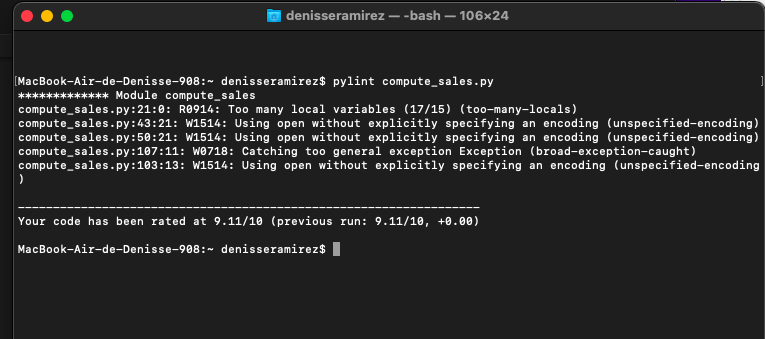 denisseramirez — -bash — 106×24
[MacBook-Air-de-Denisse-908:~ denisseramirez$ pylint compute_sales.py ]
************* Module compute_sales
compute_sales.py:21:0: R0914: Too many local variables (17/15) (too-many-locals)
compute_sales.py:43:21: W1514: Using open without explicitly specifying an encoding (unspecified-encoding)
compute_sales.py:50:21: W1514: Using open without explicitly specifying an encoding (unspecified-encoding)
compute_sales.py:107:11: W0718: Catching too general exception Exception (broad-exception-caught)
compute_sales.py:103:13: W1514: Using open without explicitly specifying an encoding (unspecified-encoding
)
------------------------------------------------------------------
Your code has been rated at 9.11/10 (previous run: 9.11/10, +0.00)
MacBook-Air-de-Denisse-908:~ denisseramirez$